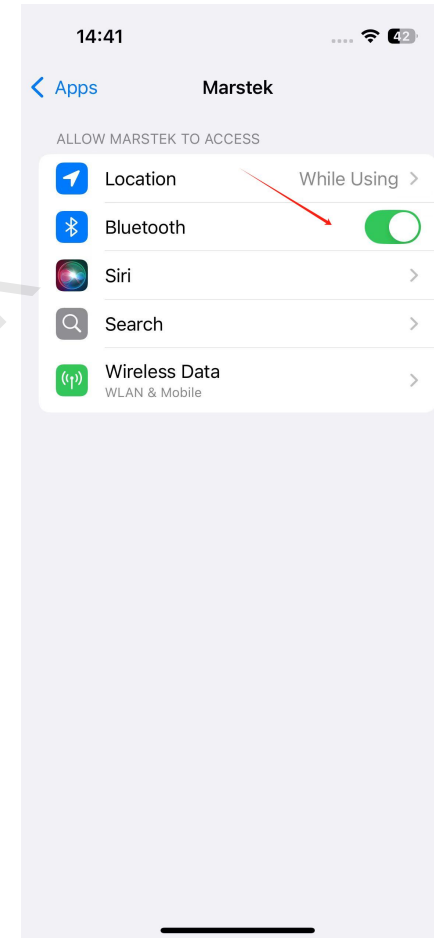 14:41
42
Apps
Marstek
ALLOW MARSTEK TO ACCESS
Location
While Using
Bluetooth
Siri
Search
Wireless Data
WLAN & Mobile